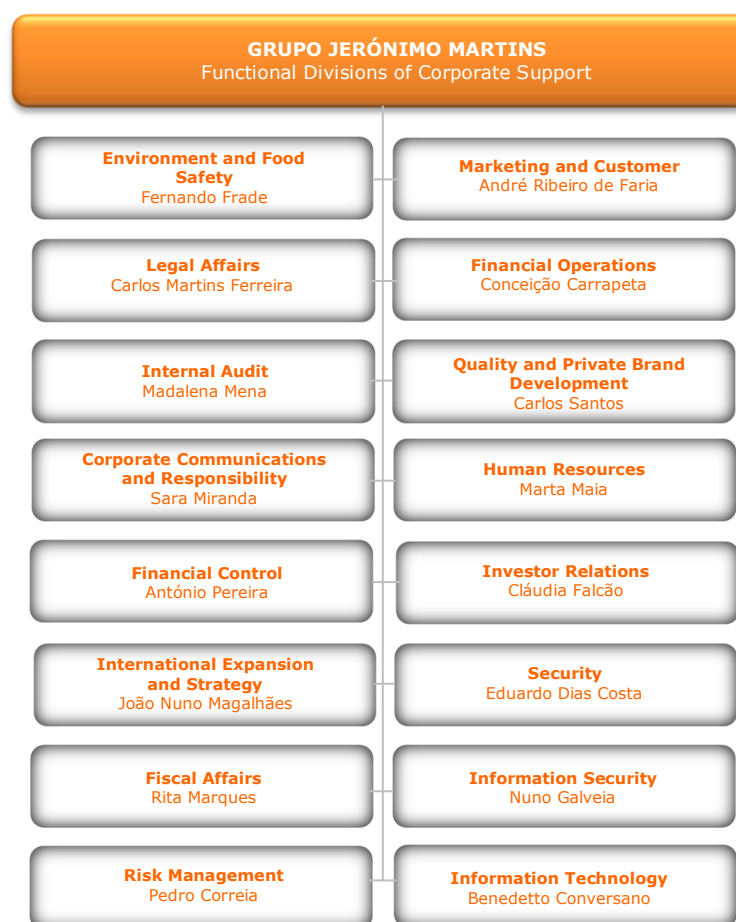 GRUPO JERÓNIMO MARTINS
Functional Divisions of Corporate Support
Environment and Food
Safety
Fernando Frade
Marketing and Customer
André Ribeiro de Faria
Legal Affairs
Carlos Martins Ferreira
Financial Operations
Conceição Carrapeta
Internal Audit
Madalena Mena
Quality and Private Brand
Development
Carlos Santos
Corporate Communications
and Responsibility
Sara Miranda
Human Resources
Marta Maia
Financial Control
António Pereira
Investor Relations
Cláudia Falcão
International Expansion
and Strategy
João Nuno Magalhães
Security
Eduardo Dias Costa
Fiscal Affairs
Rita Marques
Information Security
Nuno Galveia
Risk Management
Pedro Correia
Information Technology
Benedetto Conversano